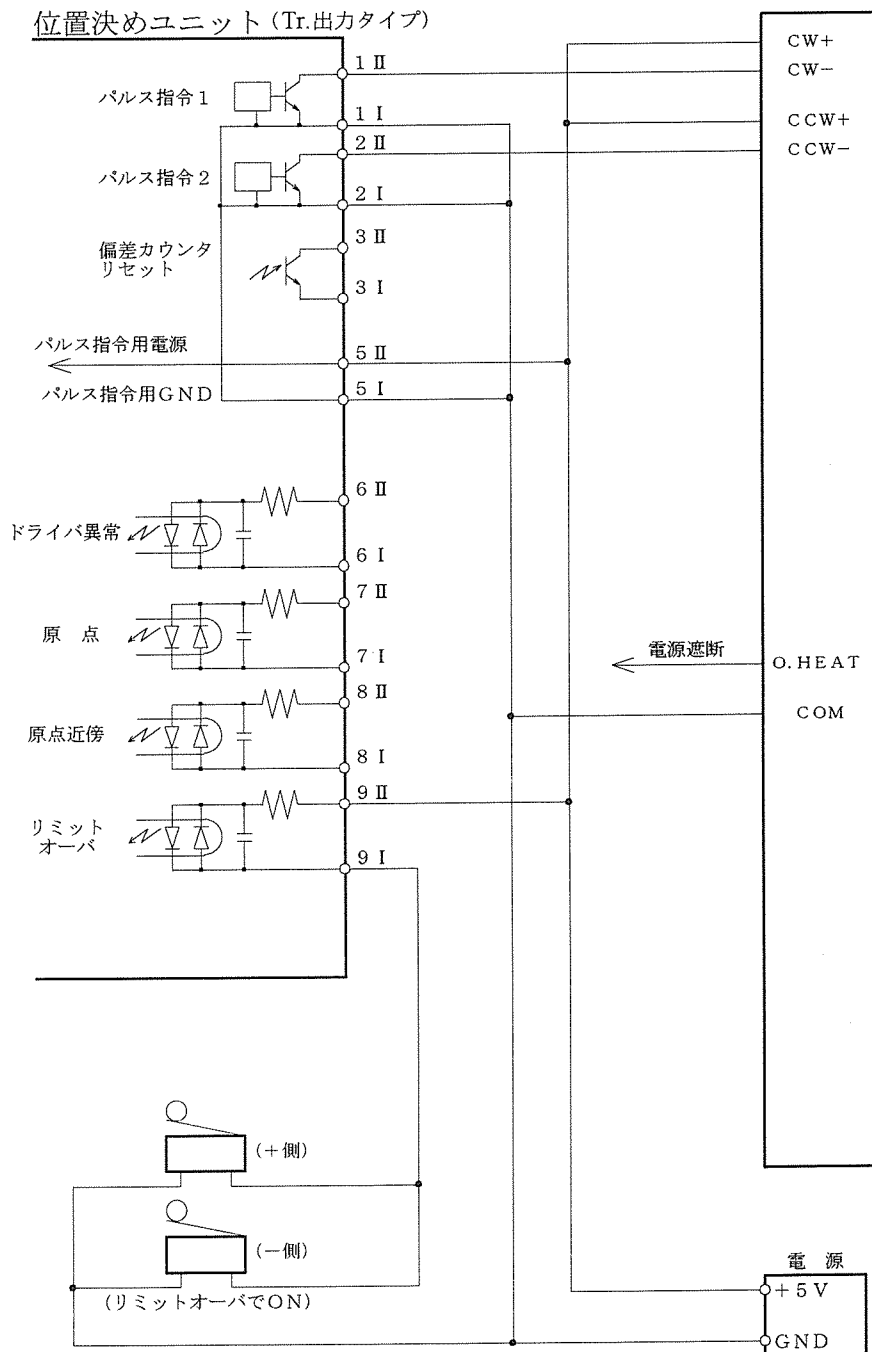 位置決めユニット(Tr.出力タイプ)
CW+
1 Ⅱ
CW-
パルス指令1
1 Ⅰ
CCW+
2 Ⅱ
CCW-
パルス指令2
2 Ⅰ
3 Ⅱ
偏差カウンタ
リセット
3 Ⅰ
パルス指令用電源
5 Ⅱ
パルス指令用GND
5 Ⅰ
6 Ⅱ
ドライバ異常
6 Ⅰ
7 Ⅱ
原 点
7 Ⅰ
電源遮断
O.HEAT
8 Ⅱ
COM
原点近傍
8 Ⅰ
9 Ⅱ
リミット
オーバ
9 Ⅰ
(+側)
(-側)
(リミットオーバでON)
電 源
+5V
GND